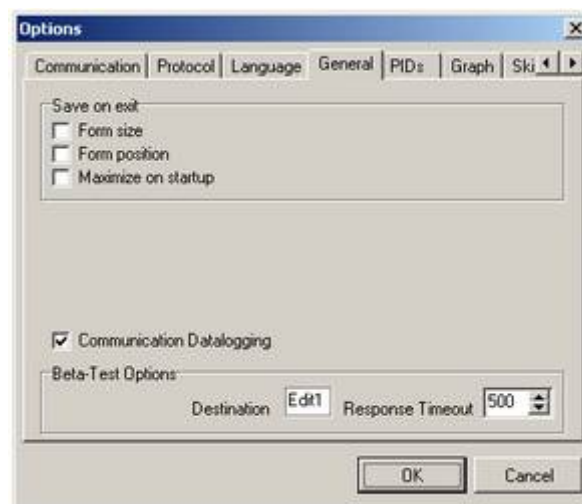 Options
Communication Protocol Language General PIDs Graph Ski
Save on exit
Form size
Form position
Maximize on startup
Communication Datalogging
Beta-Test Options
Destination Edit1 Response Timeout 500
OK Cancel